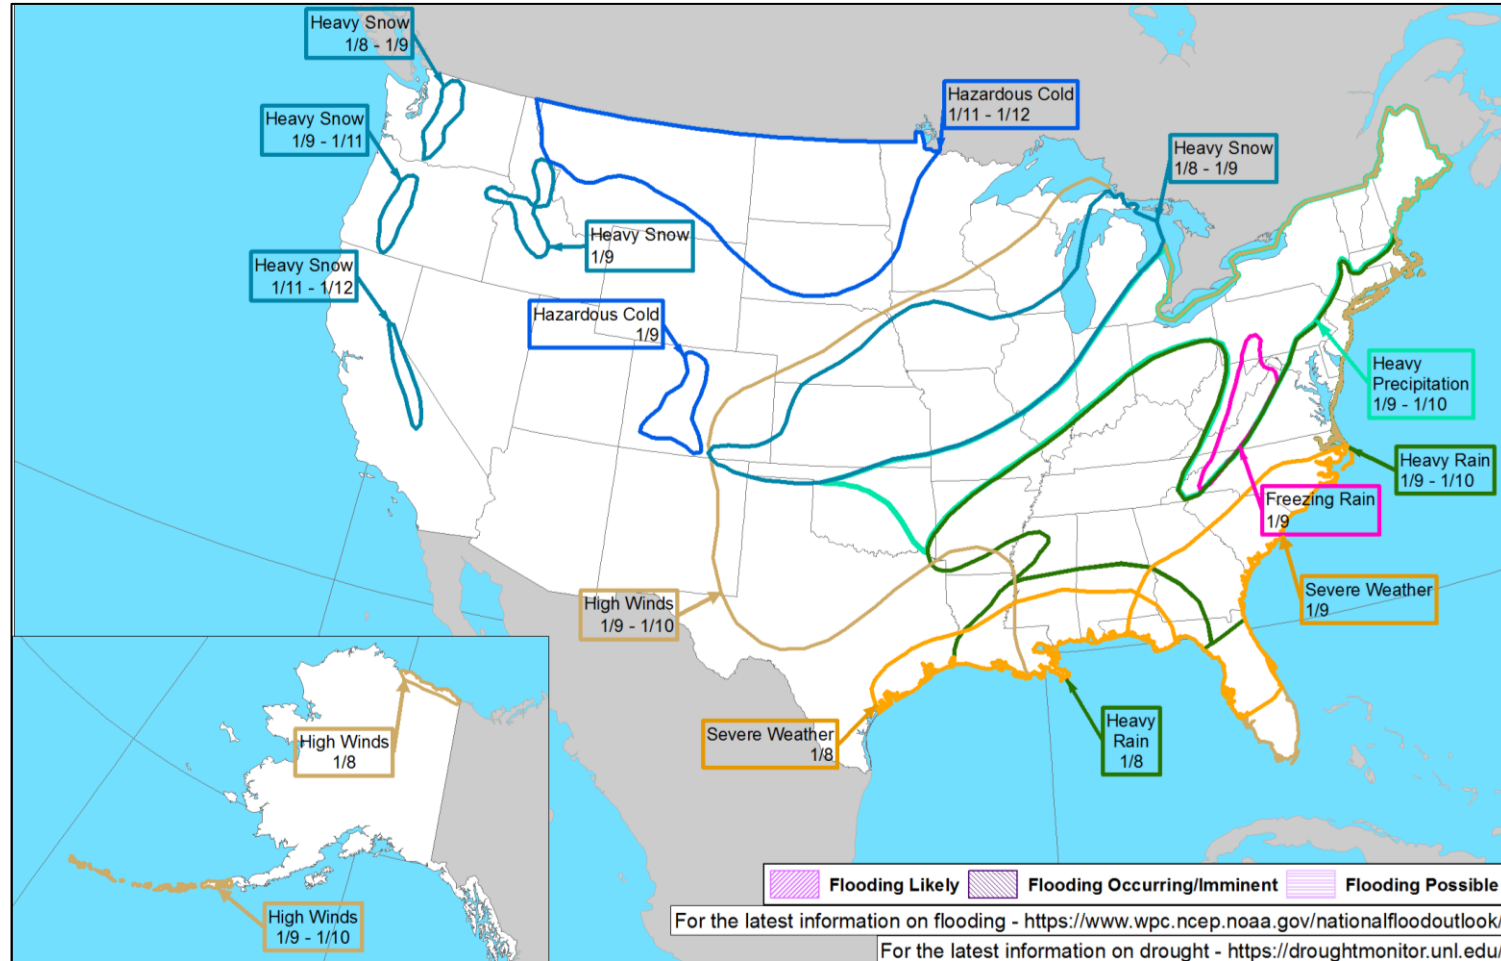 Heavy Snow
1/8 - 1/9
Heavy Snow
1/9 - 1/11
Heavy Snow
1/11 - 1/12
Heavy Snow
1/9
Hazardous Cold
1/9
Hazardous Cold
1/11 - 1/12
Heavy Snow
1/8 - 1/9
Heavy
Precipitation
1/9 - 1/10
Heavy Rain
1/9 - 1/10
Freezing Rain
1/9
Severe Weather
1/9
High Winds
1/9 - 1/10
Severe Weather
1/8
Heavy
Rain
1/8
High Winds
1/8
High Winds
1/9 - 1/10
Flooding Likely
Flooding Occurring/Imminent
Flooding Possible
For the latest information on flooding - https://www.wpc.ncep.noaa.gov/nationalfloodoutlook/
For the latest information on drought - https://droughtmonitor.unl.edu/